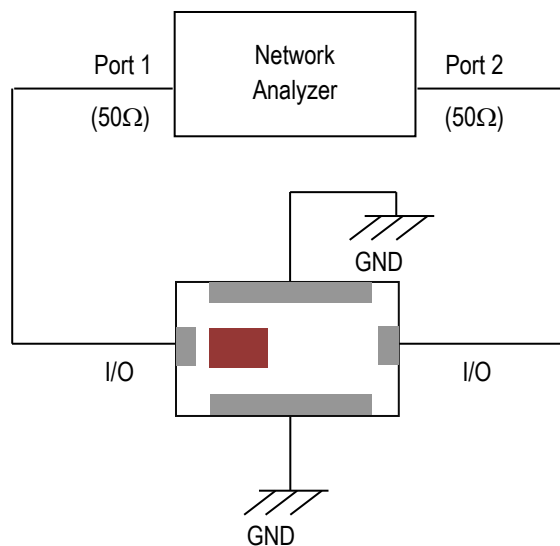 Network
Analyzer
Port 1
(50Ω)
Port 2
(50Ω)
GND
I/O
I/O
GND